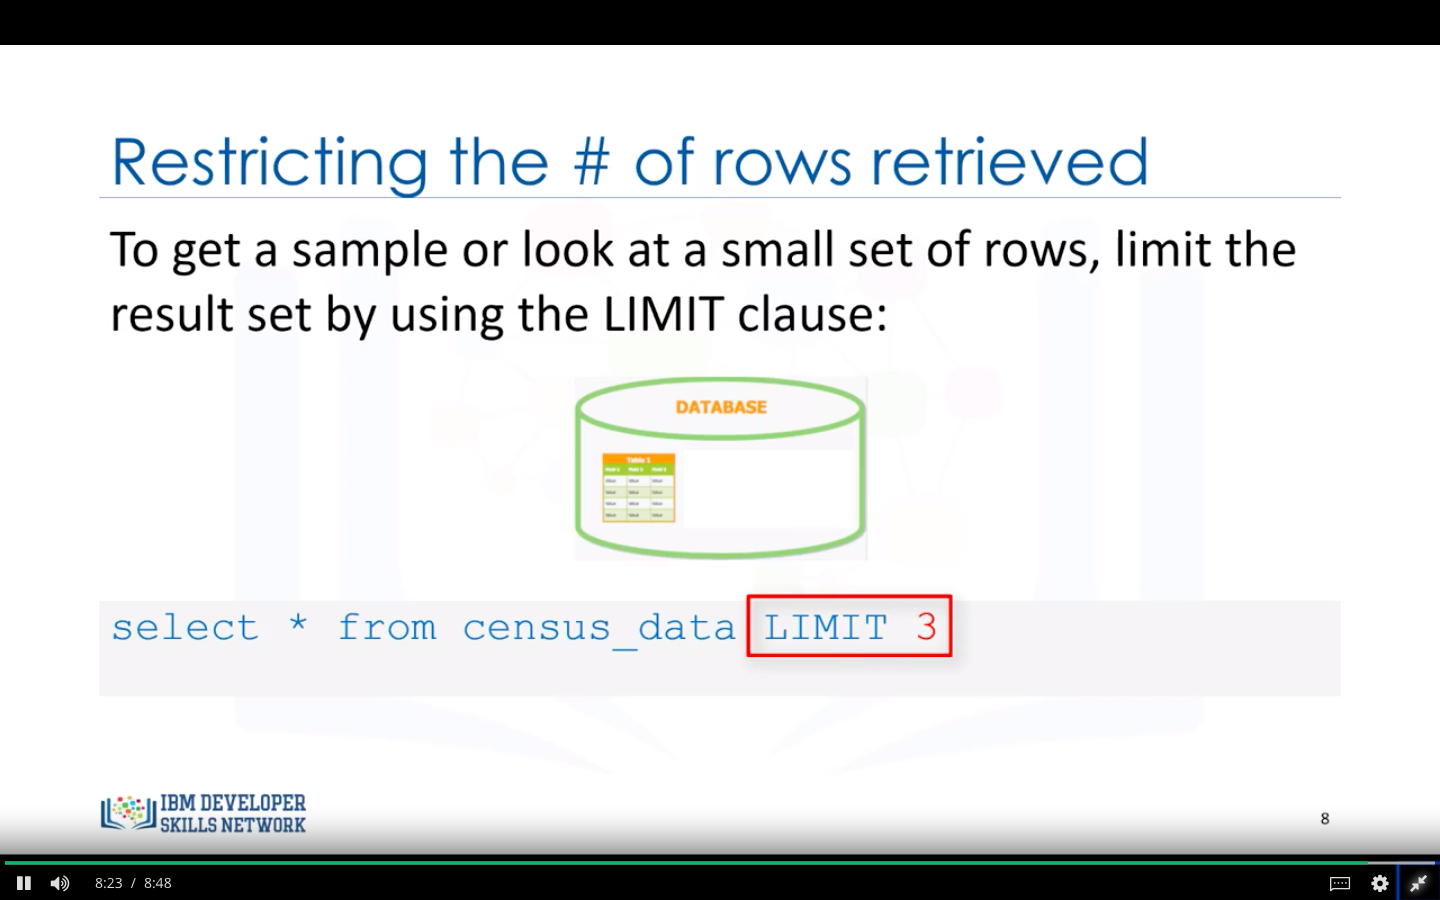 Restricting the # of rows retrieved
To get a sample or look at a small set of rows, limit the
result set by using the LIMIT clause:
DATABASE
Table 1
select * from census_data LIMIT 3
IBM DEVELOPER
SKILLS NETWORK
8
8:23 / 8:48